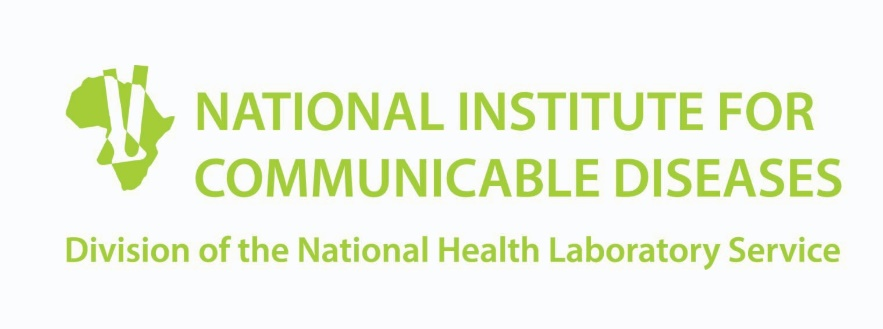 NATIONAL INSTITUTE FOR
COMMUNICABLE DISEASES
Division of the National Health Laboratory Service